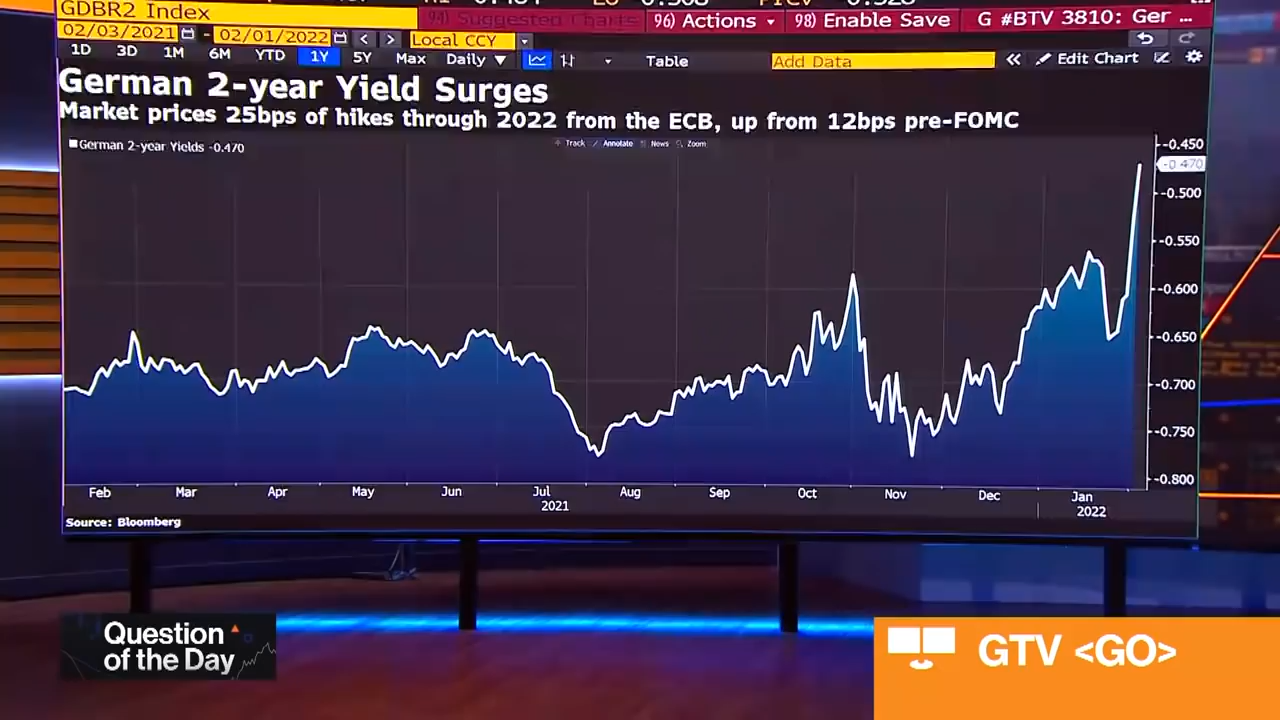 GDBR2 Index
94) Suggested Charts
96) Actions
98) Enable Save
G #BTV 3810: Ger ...
02/03/2021 - 02/01/2022
Local CCY
1D 3D 1M 6M YTD 1Y 5Y Max Daily
Table
Add Data
Edit Chart
German 2-year Yield Surges
Market prices 25bps of hikes through 2022 from the ECB, up from 12bps pre-FOMC
German 2-year Yields -0.470
Track Annotate News Zoom
-0.450
-0.470
-0.500
-0.550
-0.600
-0.650
-0.700
-0.750
-0.800
Feb Mar Apr May Jun Jul Aug Sep Oct Nov Dec Jan
2021 2022
Source: Bloomberg
Question
of the Day
GTV <GO>